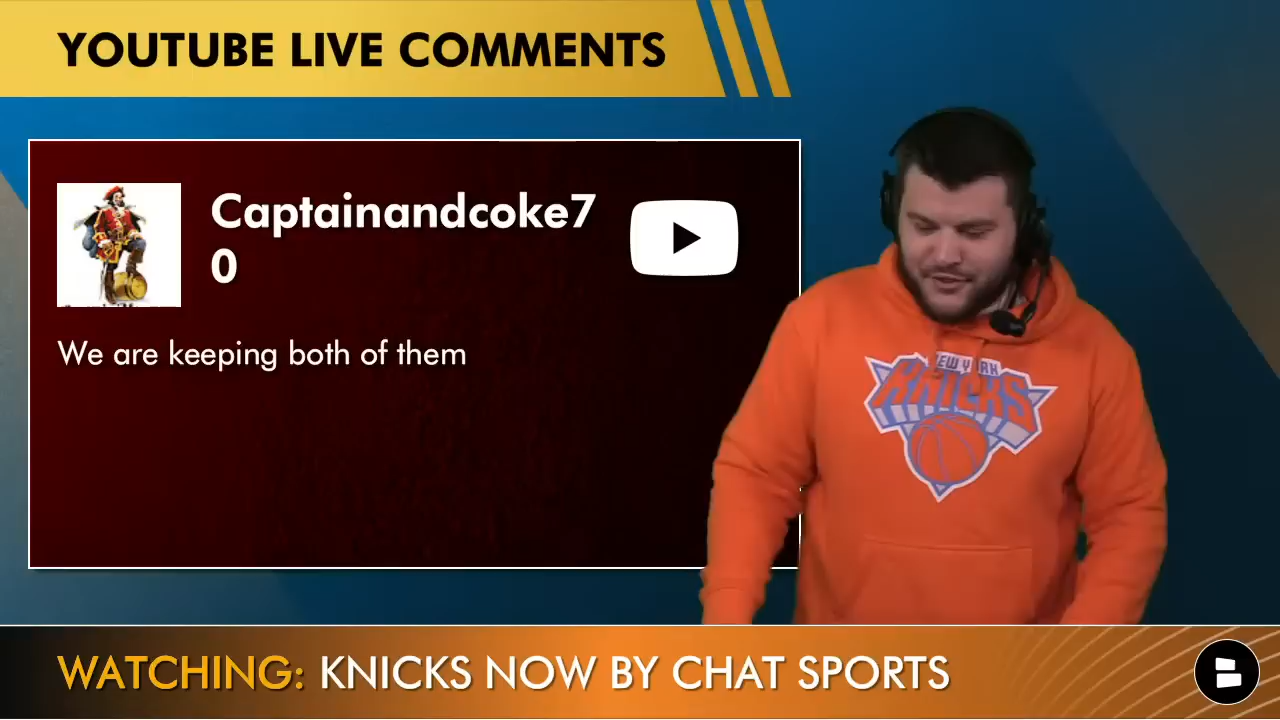 YOUTUBE LIVE COMMENTS
Captainandcoke7
0
We are keeping both of them
NEW YORK
KNICKS
WATCHING: KNICKS NOW BY CHAT SPORTS